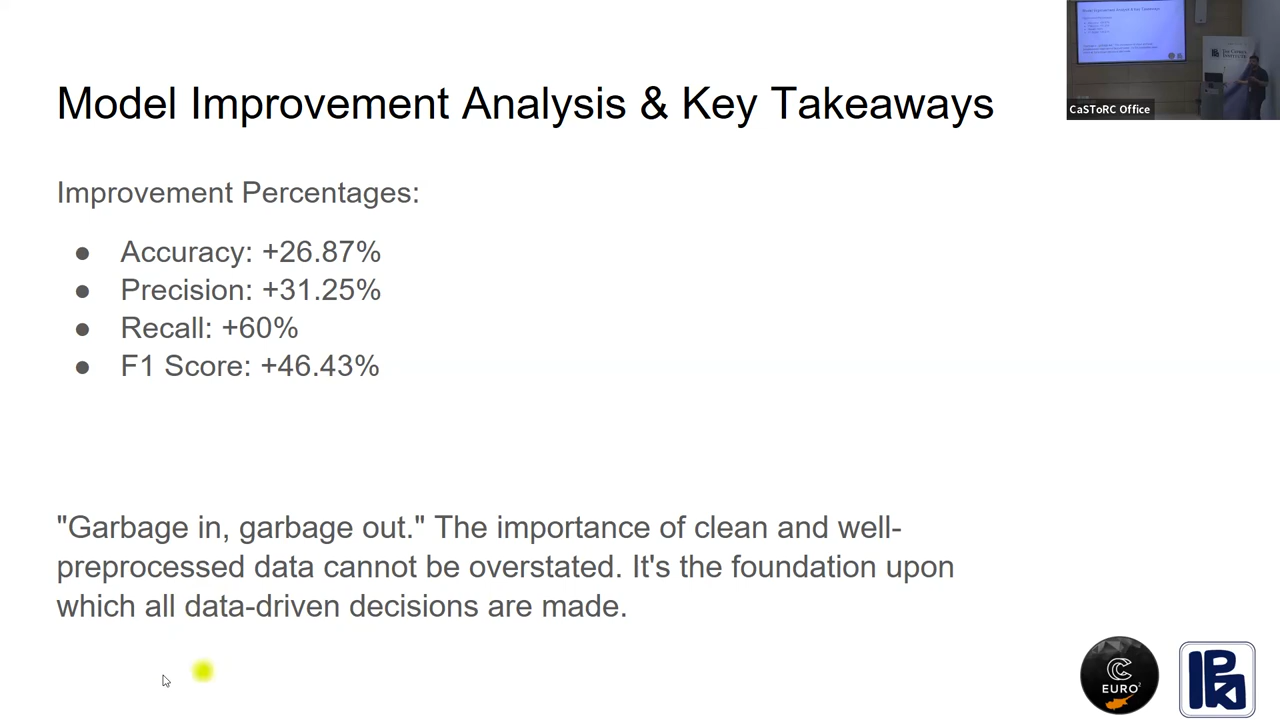 Model Improvement Analysis & Key Takeaways
CaSToRC Office
Improvement Percentages:
● Accuracy: +26.87%
● Precision: +31.25%
● Recall: +60%
● F1 Score: +46.43%
"Garbage in, garbage out." The importance of clean and well-
preprocessed data cannot be overstated. It's the foundation upon
which all data-driven decisions are made.
EURO²